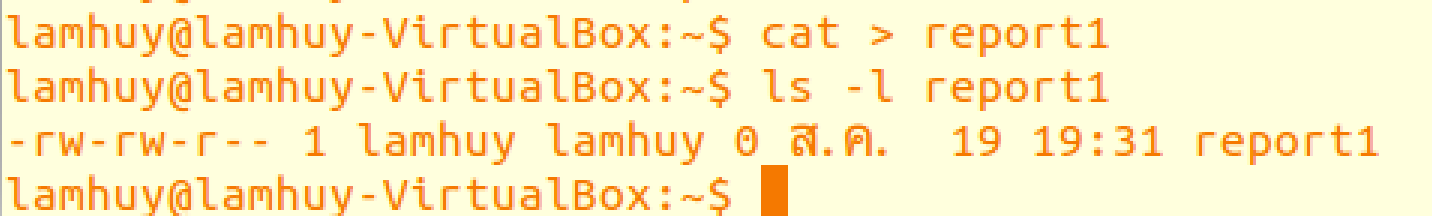 lamhuy@lamhuy-VirtualBox:~$ cat > report1
lamhuy@lamhuy-VirtualBox:~$ ls -l report1
-rw-rw-r-- 1 lamhuy lamhuy 0 ส.ค.  19 19:31 report1
lamhuy@lamhuy-VirtualBox:~$